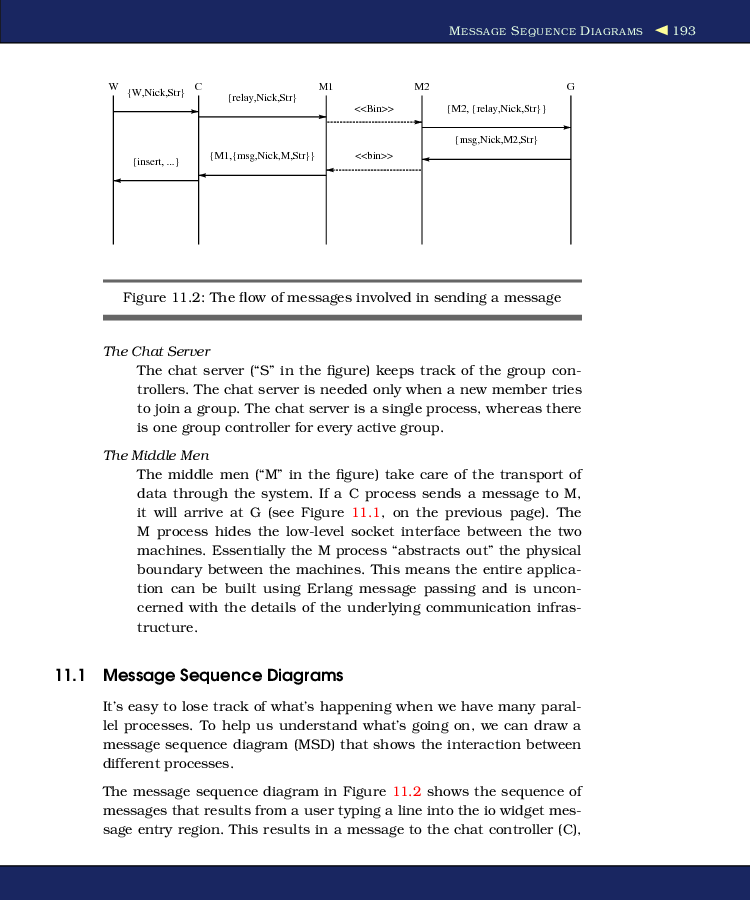 MESSAGE SEQUENCE DIAGRAMS ◀ 193
W C M1 M2 G
{W,Nick,Str} {relay,Nick,Str} <<Bin>> {M2, {relay,Nick,Str}}
{msg,Nick,M2,Str}
{insert, ...} {M1,{msg,Nick,M,Str}} <<bin>>
Figure 11.2: The flow of messages involved in sending a message
The Chat Server
The chat server (“S” in the figure) keeps track of the group con-
trollers. The chat server is needed only when a new member tries
to join a group. The chat server is a single process, whereas there
is one group controller for every active group.
The Middle Men
The middle men (“M” in the figure) take care of the transport of
data through the system. If a C process sends a message to M,
it will arrive at G (see Figure 11.1, on the previous page). The
M process hides the low-level socket interface between the two
machines. Essentially the M process “abstracts out” the physical
boundary between the machines. This means the entire applica-
tion can be built using Erlang message passing and is uncon-
cerned with the details of the underlying communication infras-
tructure.
11.1 Message Sequence Diagrams
It’s easy to lose track of what’s happening when we have many paral-
lel processes. To help us understand what’s going on, we can draw a
message sequence diagram (MSD) that shows the interaction between
different processes.
The message sequence diagram in Figure 11.2 shows the sequence of
messages that results from a user typing a line into the io widget mes-
sage entry region. This results in a message to the chat controller (C),